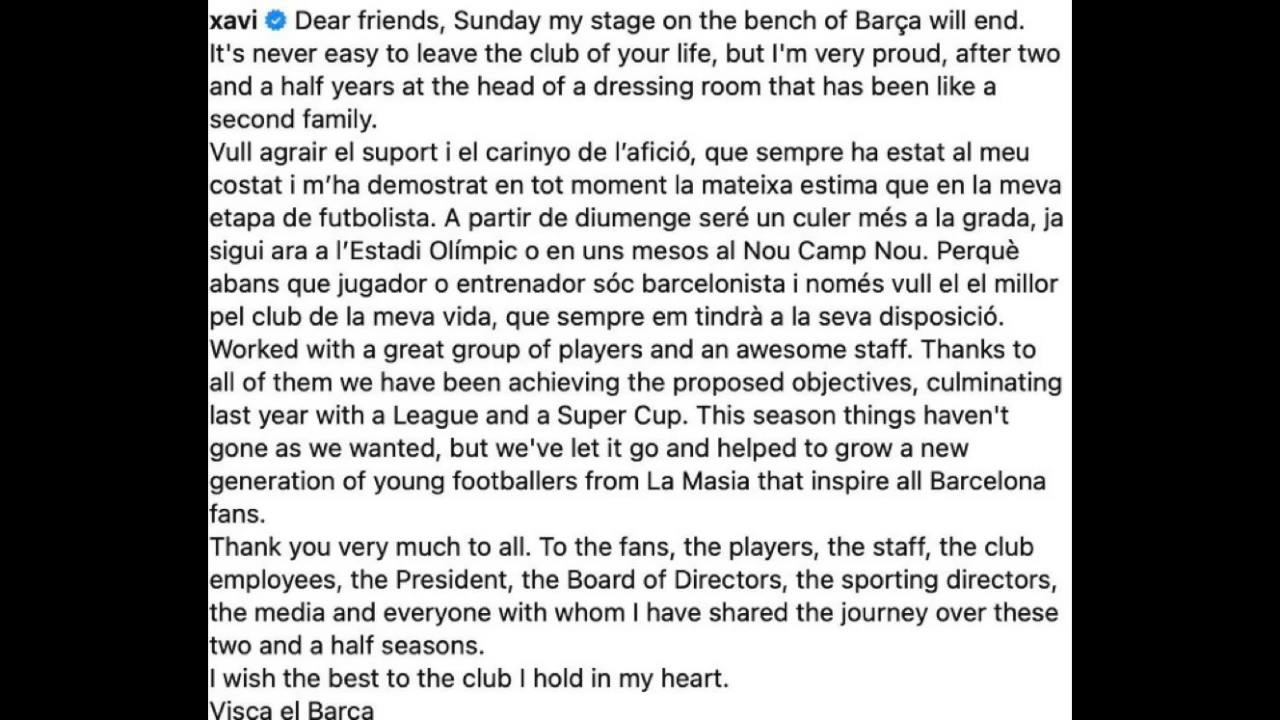 xavi Dear friends, Sunday my stage on the bench of Barça will end.
It's never easy to leave the club of your life, but I'm very proud, after two
and a half years at the head of a dressing room that has been like a
second family.
Vull agrair el suport i el carinyo de l’afició, que sempre ha estat al meu
costat i m’ha demostrat en tot moment la mateixa estima que en la meva
etapa de futbolista. A partir de diumenge seré un culer més a la grada, ja
sigui ara a l’Estadi Olímpic o en uns mesos al Nou Camp Nou. Perquè
abans que jugador o entrenador sóc barcelonista i només vull el el millor
pel club de la meva vida, que sempre em tindrà a la seva disposició.
Worked with a great group of players and an awesome staff. Thanks to
all of them we have been achieving the proposed objectives, culminating
last year with a League and a Super Cup. This season things haven't
gone as we wanted, but we've let it go and helped to grow a new
generation of young footballers from La Masia that inspire all Barcelona
fans.
Thank you very much to all. To the fans, the players, the staff, the club
employees, the President, the Board of Directors, the sporting directors,
the media and everyone with whom I have shared the journey over these
two and a half seasons.
I wish the best to the club I hold in my heart.
Visca el Barça